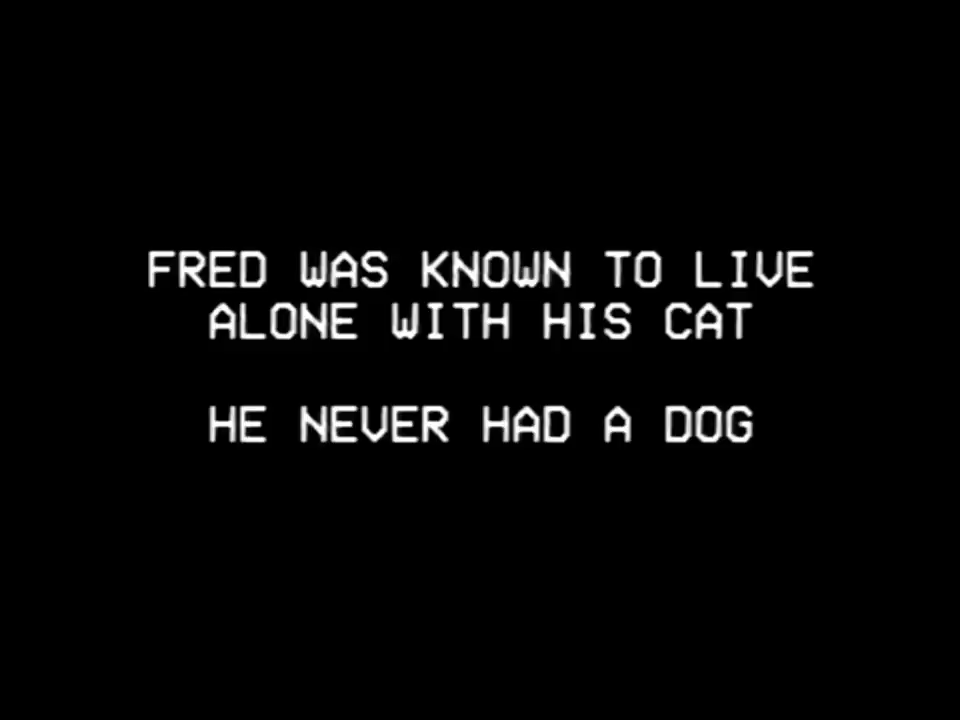 FRED WAS KNOWN TO LIVE
ALONE WITH HIS CAT
HE NEVER HAD A DOG